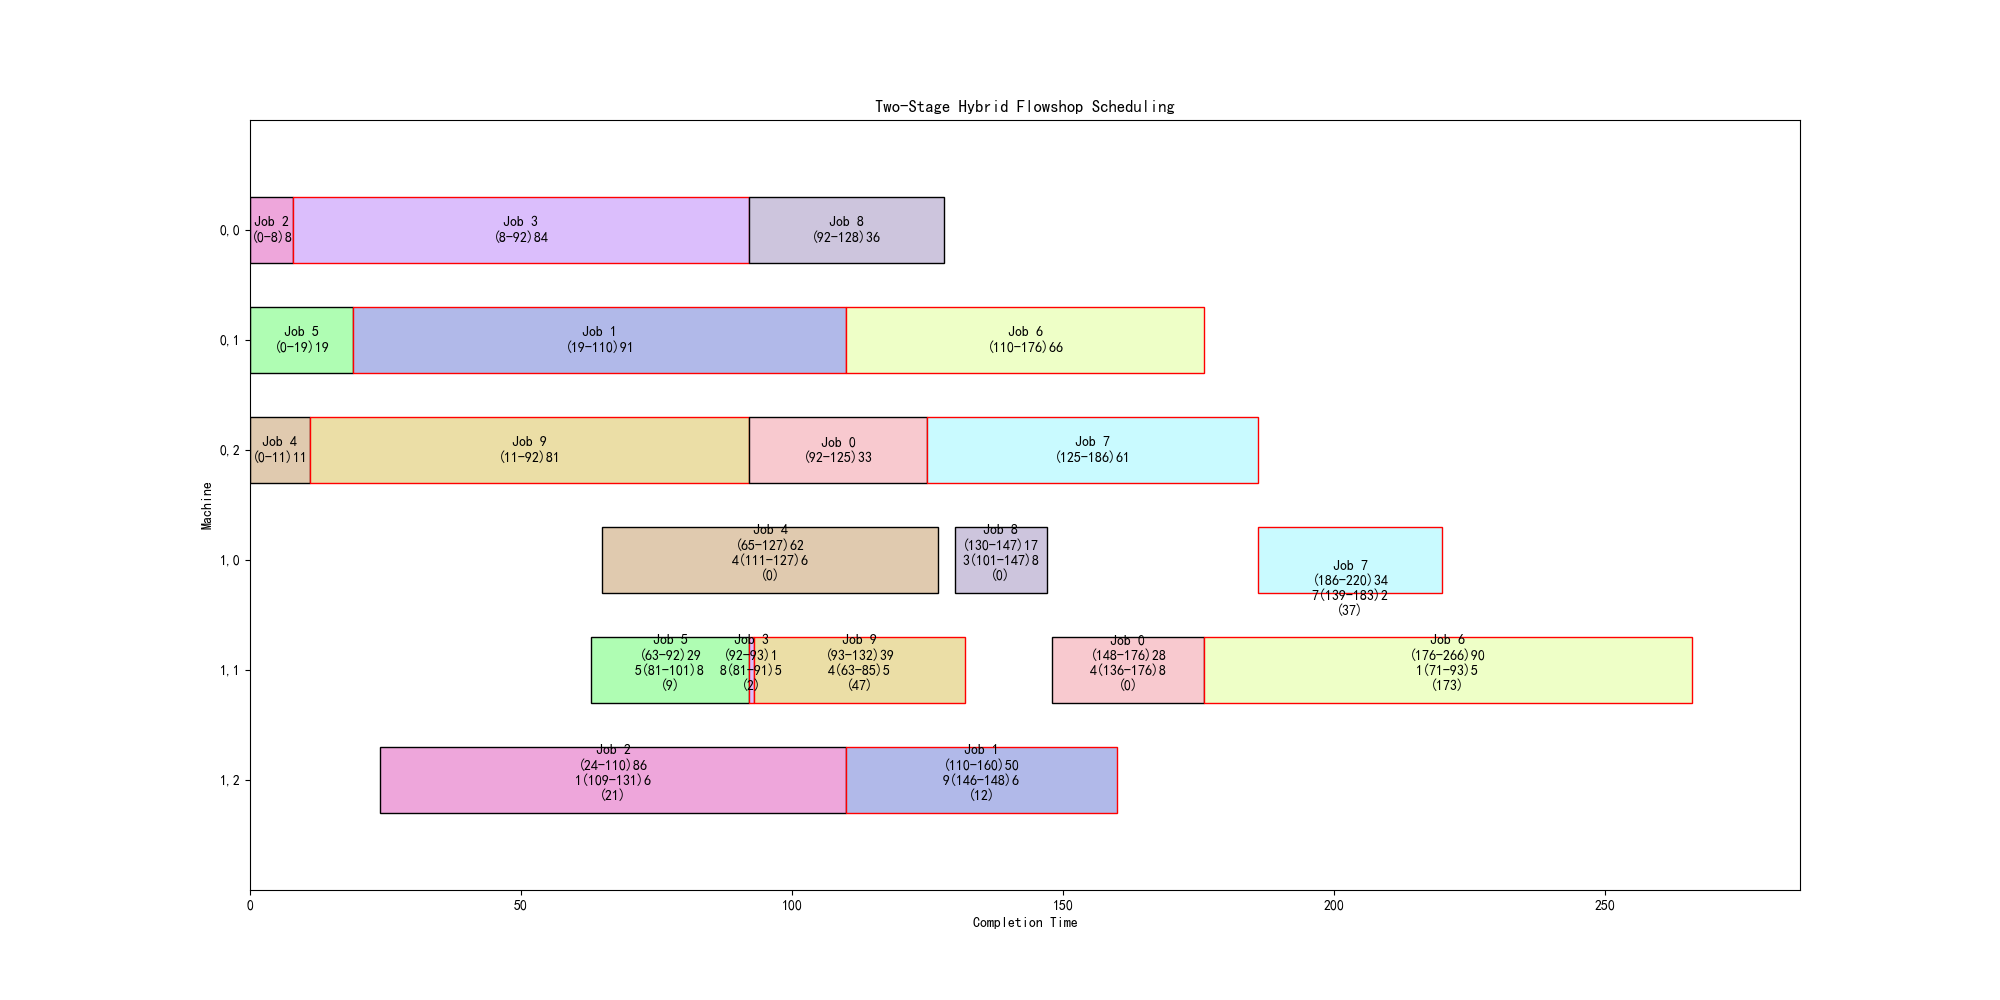 Two-Stage Hybrid Flowshop Scheduling
Machine
0,0
Job 2
(0-8)8
Job 3
(8-92)84
Job 8
(92-128)36
0,1
Job 5
(0-19)19
Job 1
(19-110)91
Job 6
(110-176)66
0,2
Job 4
(0-11)11
Job 9
(11-92)81
Job 0
(92-125)33
Job 7
(125-186)61
1,0
Job 4
(65-127)62
4(111-127)6
(0)
Job 8
(130-147)17
3(101-147)8
(0)
Job 7
(186-220)34
7(139-183)2
(37)
1,1
Job 5
(63-92)29
5(81-101)8
(9)
Job 3
(92-93)1
8(81-91)5
(2)
Job 9
(93-132)39
4(63-85)5
(47)
Job 0
(148-176)28
4(136-176)8
(0)
Job 6
(176-266)90
1(71-93)5
(173)
1,2
Job 2
(24-110)86
1(109-131)6
(21)
Job 1
(110-160)50
9(146-148)6
(12)
0
50
100
150
200
250
Completion Time